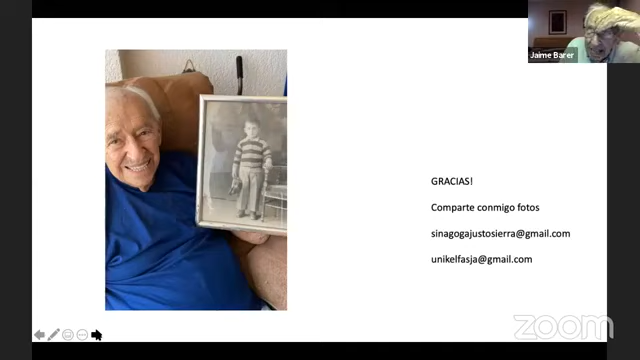 Jaime Barer
GRACIAS!
Comparte conmigo fotos
sinagogajustosierra@gmail.com
unikelfasja@gmail.com
zoom